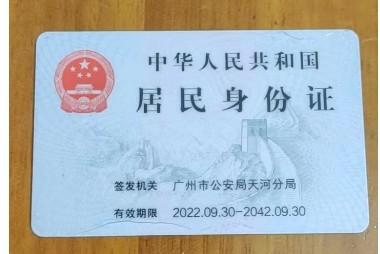 中华人民共和国
居民身份证
签发机关 广州市公安局天河分局
有效期限 2022.09.30-2042.09.30